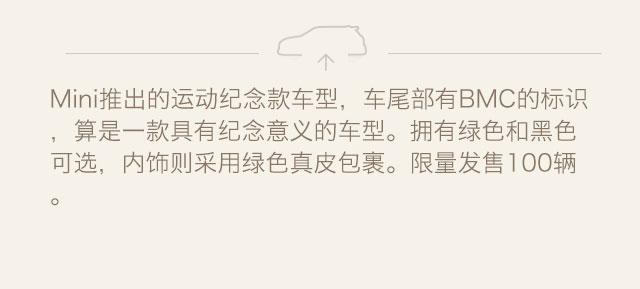 Mini推出的运动纪念款车型，车尾部有BMC的标识
，算是一款具有纪念意义的车型。拥有绿色和黑色
可选，内饰则采用绿色真皮包裹。限量发售100辆
。